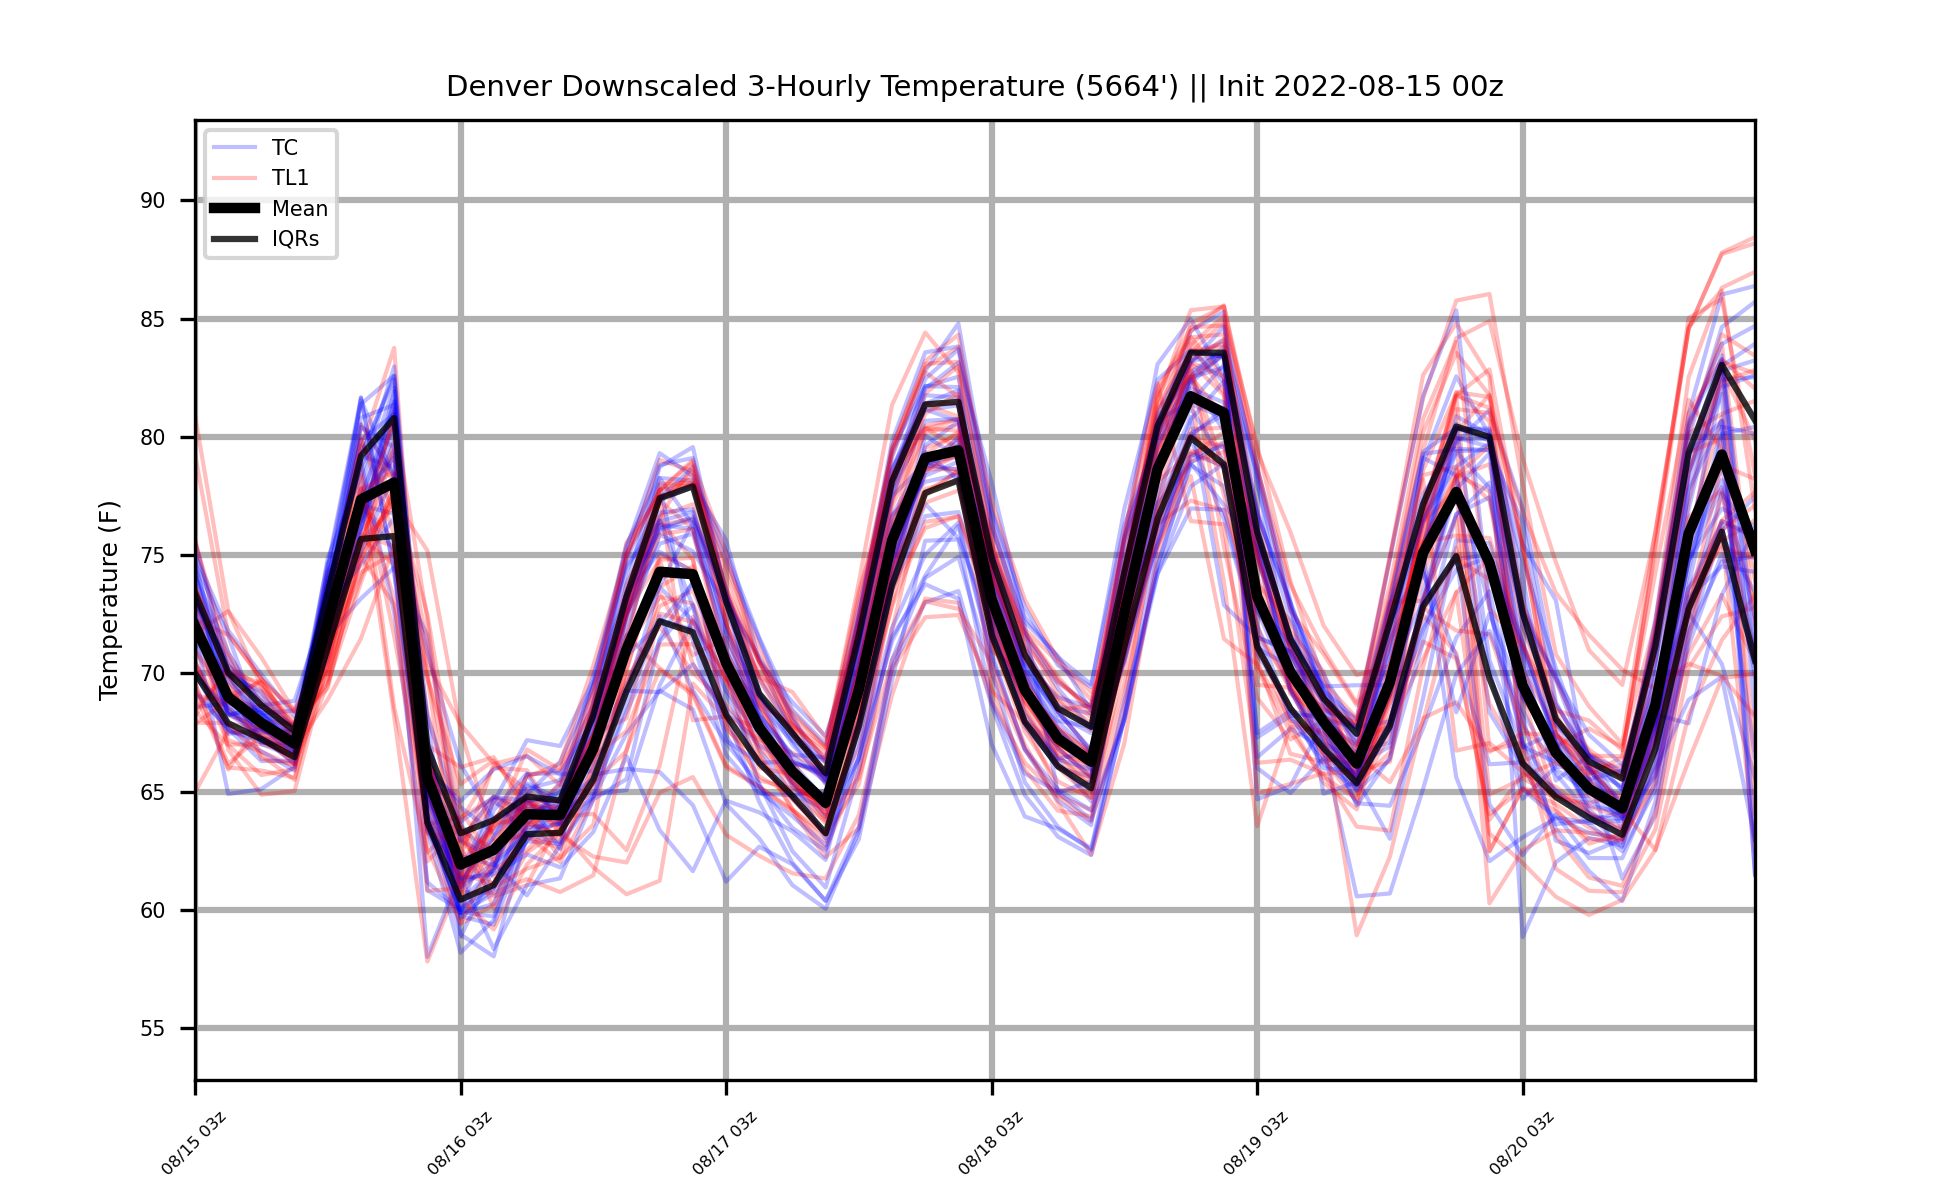 Denver Downscaled 3-Hourly Temperature (5664') || Init 2022-08-15 00z
TC
TL1
Mean
IQRs
Temperature (F)
90
85
80
75
70
65
60
55
08/15 03z
08/16 03z
08/17 03z
08/18 03z
08/19 03z
08/20 03z